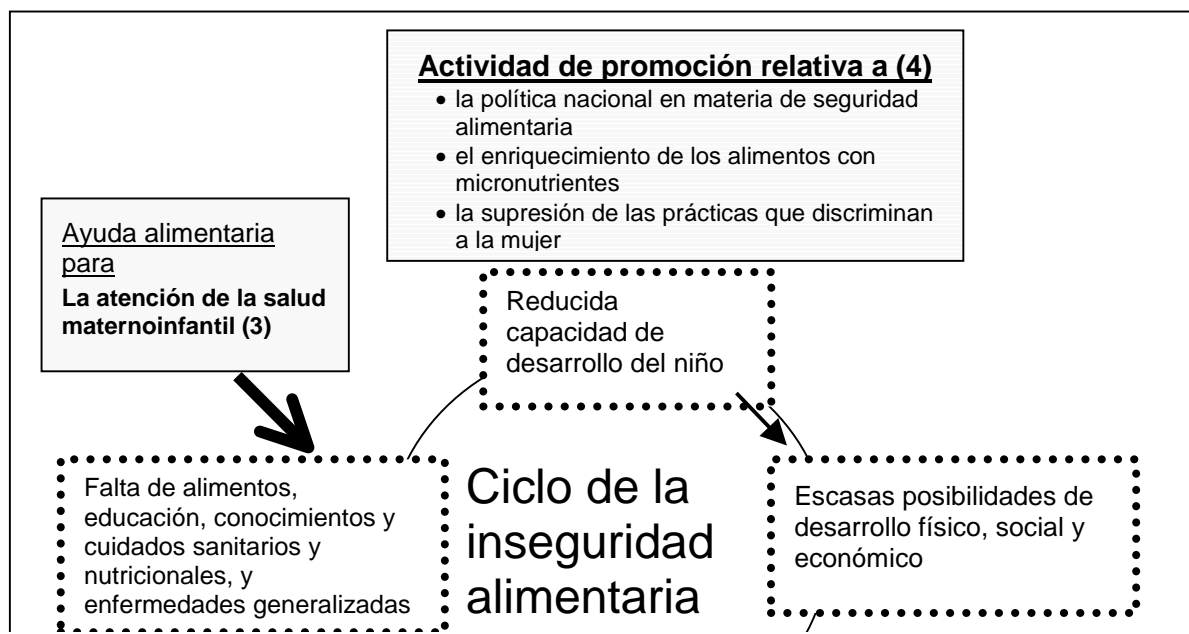 Actividad de promoción relativa a (4)
• la política nacional en materia de seguridad
alimentaria
• el enriquecimiento de los alimentos con
micronutrientes
• la supresión de las prácticas que discriminan
a la mujer
Ayuda alimentaria
para
La atención de la salud
maternoinfantil (3)
Reducida
capacidad de
desarrollo del niño
Falta de alimentos,
educación, conocimientos y
cuidados sanitarios y
nutricionales, y
enfermedades generalizadas
Ciclo de la
inseguridad
alimentaria
Escasas posibilidades de
desarrollo físico, social y
económico